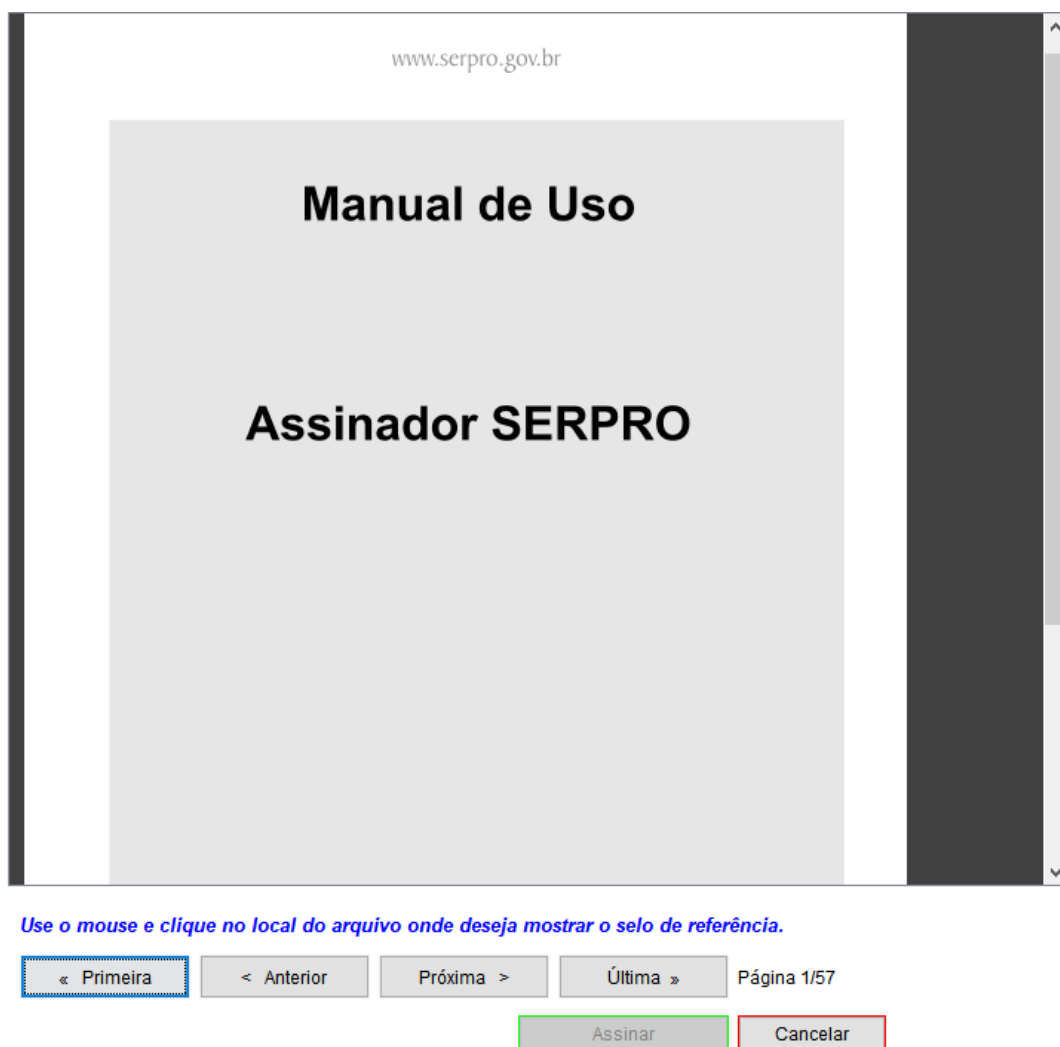 www.serpro.gov.br
Manual de Uso
Assinador SERPRO
Use o mouse e clique no local do arquivo onde deseja mostrar o selo de referência.
« Primeira < Anterior Próxima > Última » Página 1/57
Assinar Cancelar